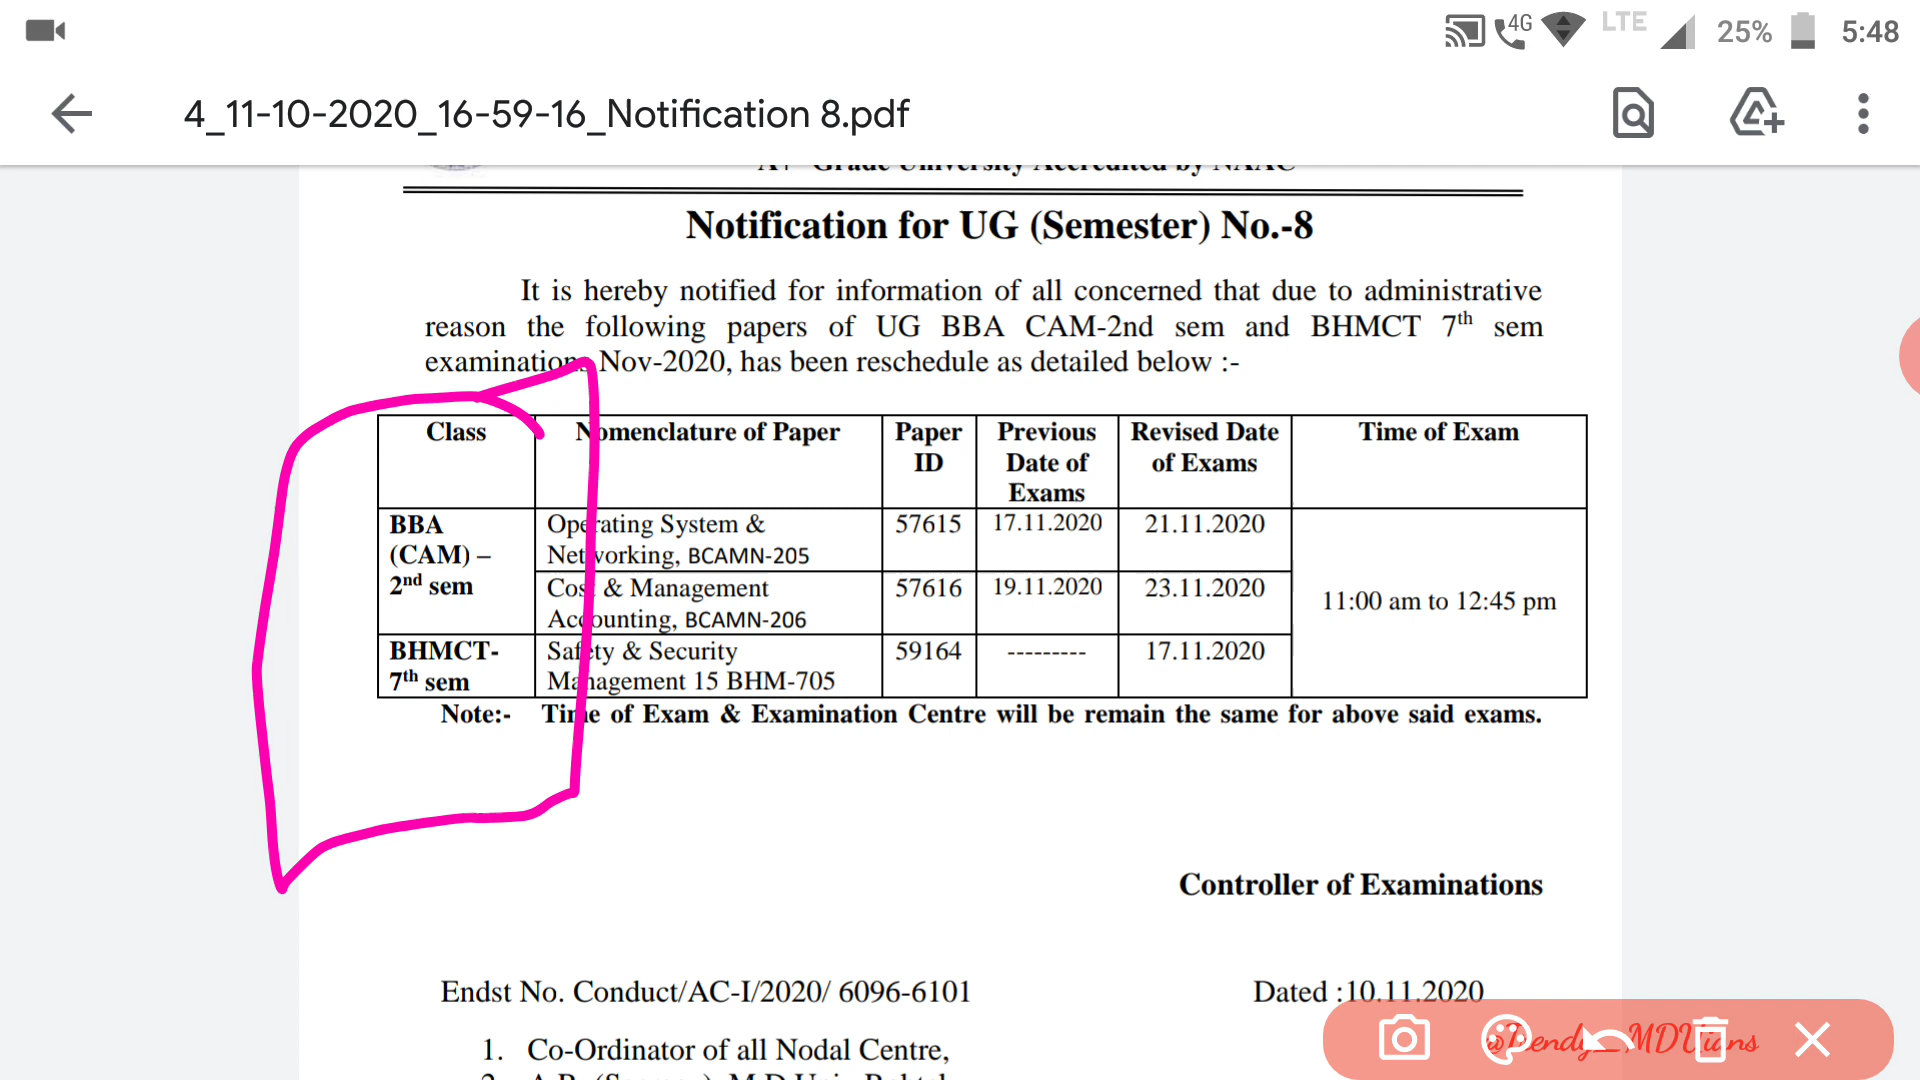 4G LTE 25% 5:48
4_11-10-2020_16-59-16_Notification 8.pdf
A+ Grade University Accredited by NAAC
Notification for UG (Semester) No.-8
It is hereby notified for information of all concerned that due to administrative
reason the following papers of UG BBA CAM-2nd sem and BHMCT 7th sem
examinations Nov-2020, has been reschedule as detailed below :-
Class Nomenclature of Paper Paper ID Previous Date of Exams Revised Date of Exams Time of Exam
BBA (CAM) – 2nd sem Operating System & Networking, BCAMN-205 57615 17.11.2020 21.11.2020 11:00 am to 12:45 pm
Cost & Management Accounting, BCAMN-206 57616 19.11.2020 23.11.2020
BHMCT- 7th sem Safety & Security Management 15 BHM-705 59164 --------- 17.11.2020
Note:- Time of Exam & Examination Centre will be remain the same for above said exams.
Controller of Examinations
Endst No. Conduct/AC-I/2020/ 6096-6101 Dated :10.11.2020
1. Co-Ordinator of all Nodal Centre,